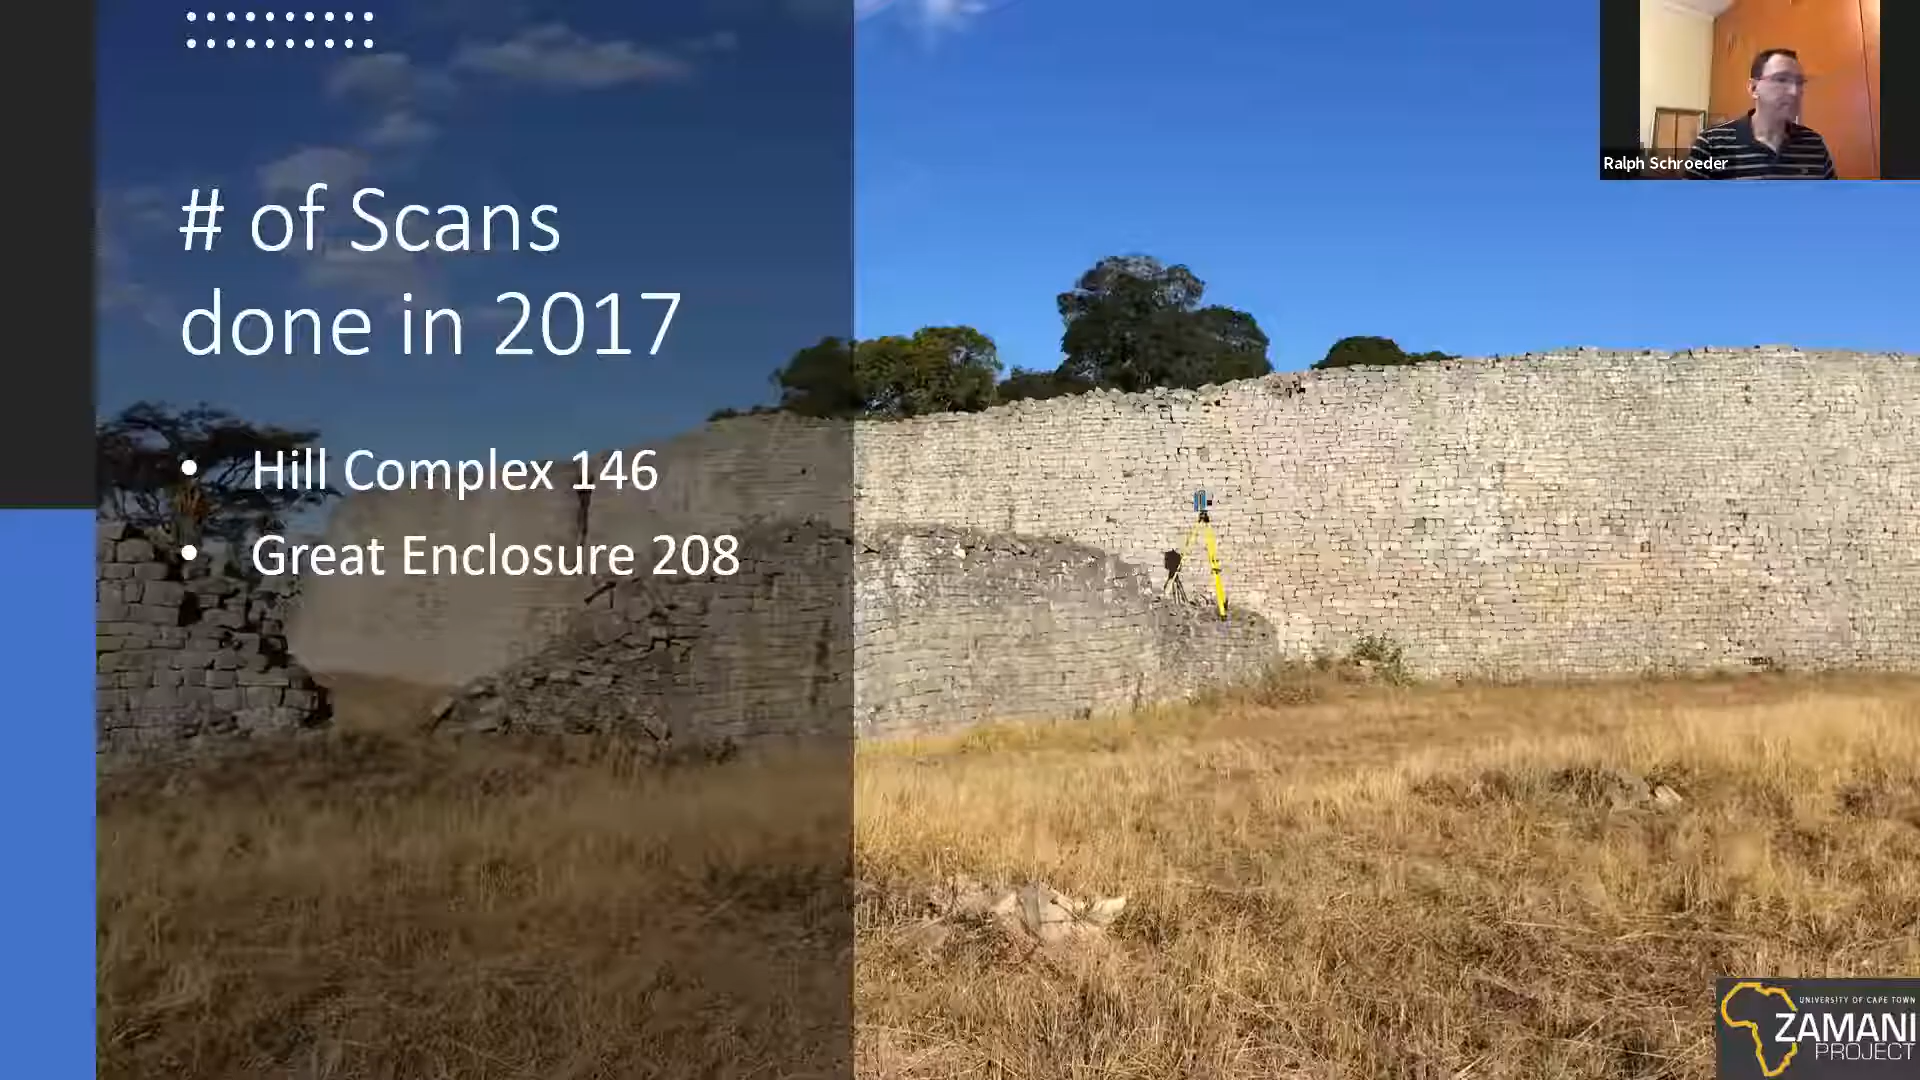 # of Scans
done in 2017
• Hill Complex 146
• Great Enclosure 208
Ralph Schroeder
UNIVERSITY OF CAPE TOWN
ZAMANI
PROJECT